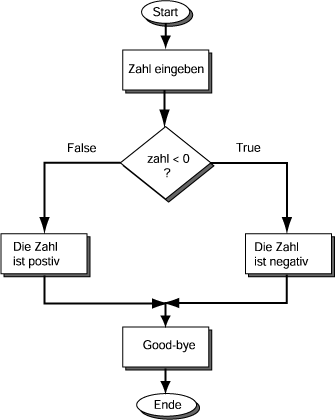 Start
Zahl eingeben
False
True
zahl < 0
?
Die Zahl
ist postiv
Die Zahl
ist negativ
Good-bye
Ende